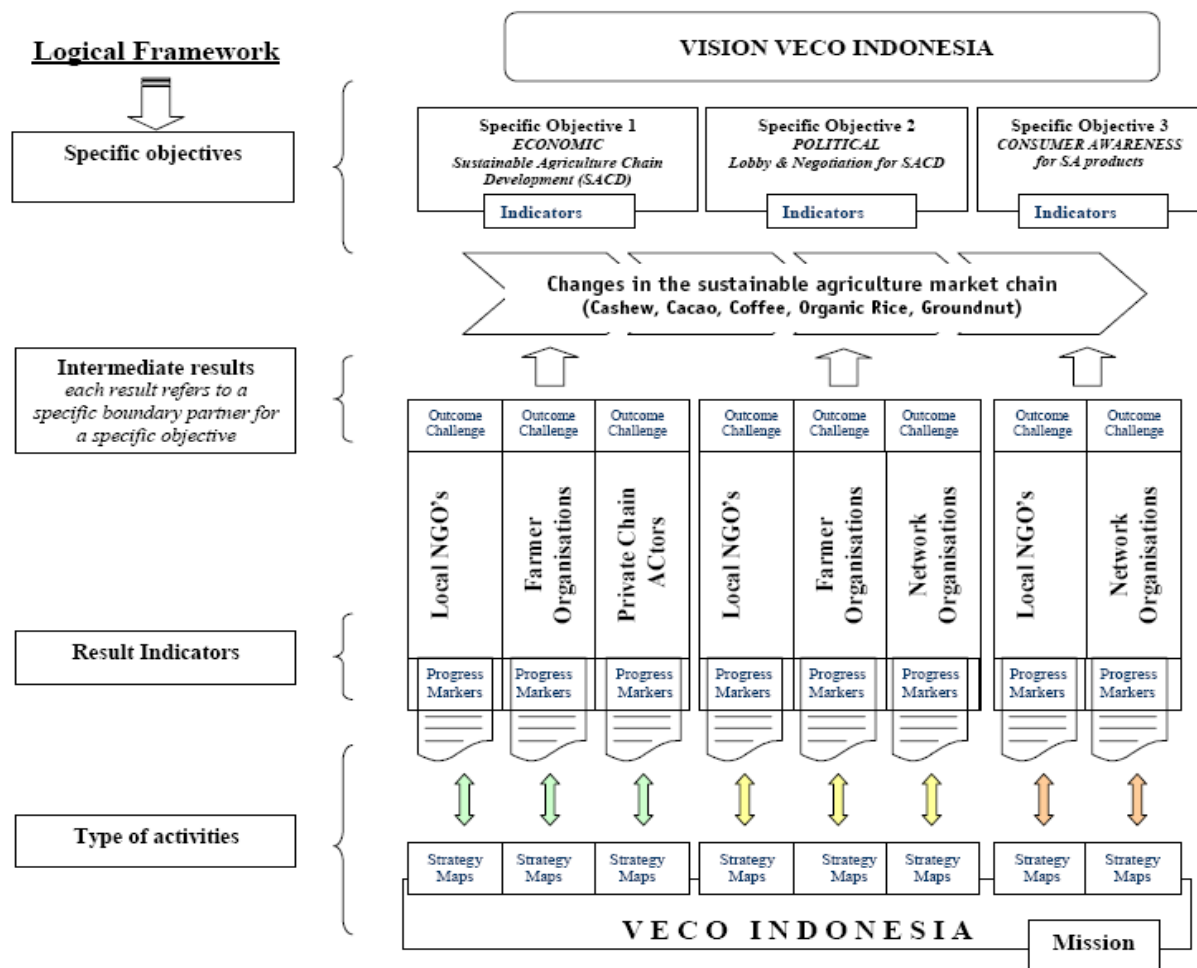 Logical Framework
VISION VECO INDONESIA
Specific objectives
Specific Objective 1
ECONOMIC
Sustainable Agriculture Chain
Development (SACD)
Indicators
Specific Objective 2
POLITICAL
Lobby & Negotiation for SACD
Indicators
Specific Objective 3
CONSUMER AWARENESS
for SA products
Indicators
Changes in the sustainable agriculture market chain
(Cashew, Cacao, Coffee, Organic Rice, Groundnut)
Intermediate results
each result refers to a
specific boundary partner for
a specific objective
Outcome
Challenge
Outcome
Challenge
Outcome
Challenge
Outcome
Challenge
Outcome
Challenge
Outcome
Challenge
Outcome
Challenge
Outcome
Challenge
Local NGO's
Farmer
Organisations
Private Chain
ACtors
Local NGO's
Farmer
Organisations
Network
Organisations
Local NGO's
Network
Organisations
Result Indicators
Progress
Markers
Progress
Markers
Progress
Markers
Progress
Markers
Progress
Markers
Progress
Markers
Progress
Markers
Progress
Markers
Type of activities
Strategy
Maps
Strategy
Maps
Strategy
Maps
Strategy
Maps
Strategy
Maps
Strategy
Maps
Strategy
Maps
Strategy
Maps
VECO INDONESIA
Mission